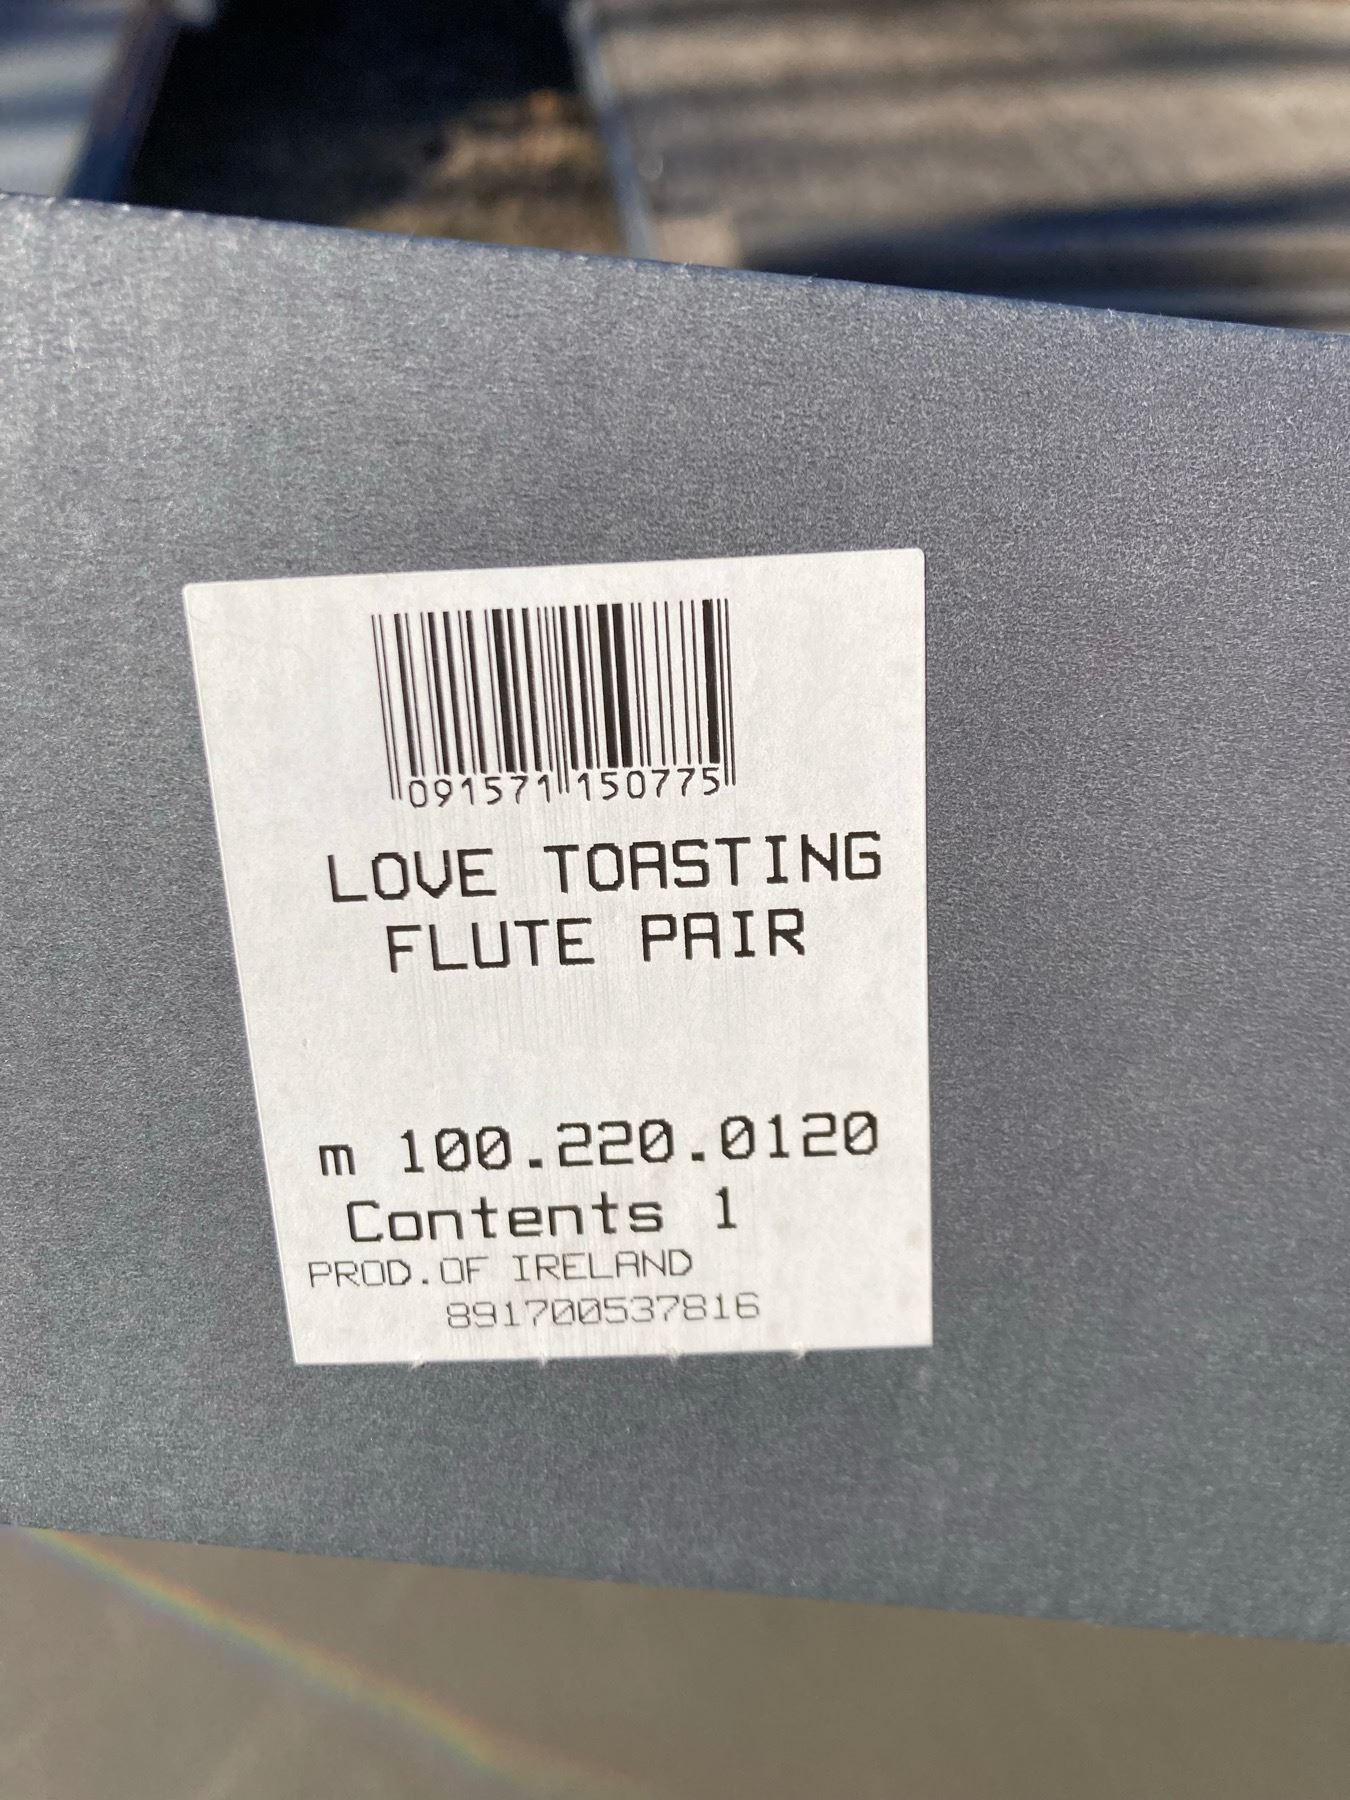 091571 150775
LOVE TOASTING
FLUTE PAIR
m 100.220.0120
Contents 1
PROD.OF IRELAND
891700537816